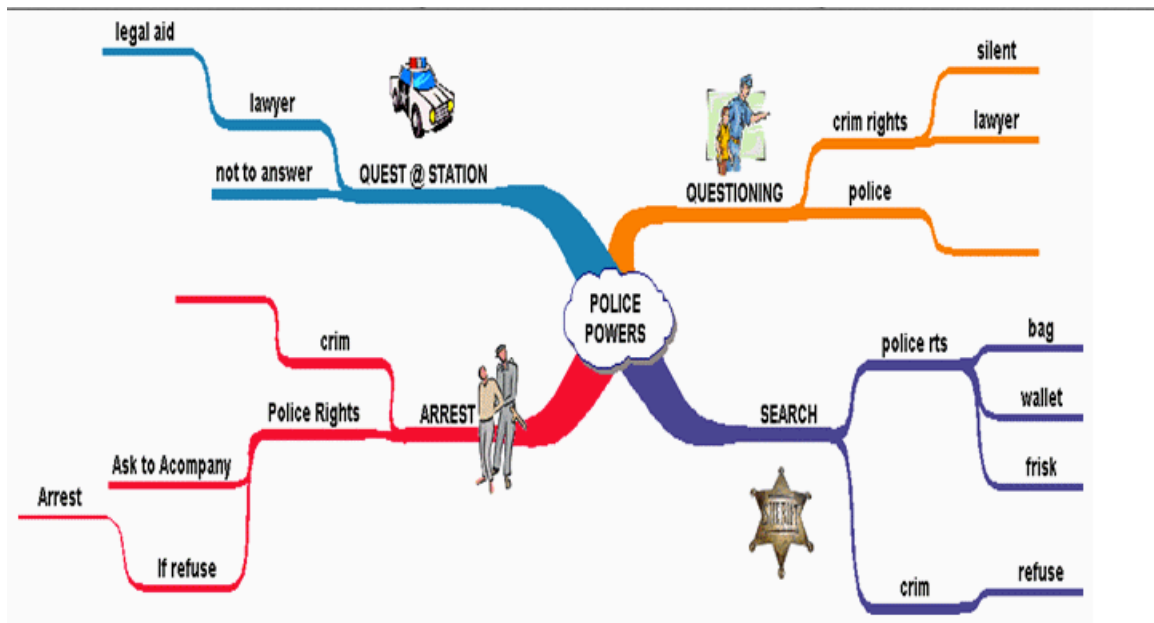 legal aid
lawyer
not to answer
QUEST @ STATION
silent
crim rights
lawyer
QUESTIONING
police
POLICE
POWERS
crim
Police Rights
ARREST
Ask to Acompany
Arrest
If refuse
SEARCH
police rts
bag
wallet
frisk
crim
refuse
SHERIFF